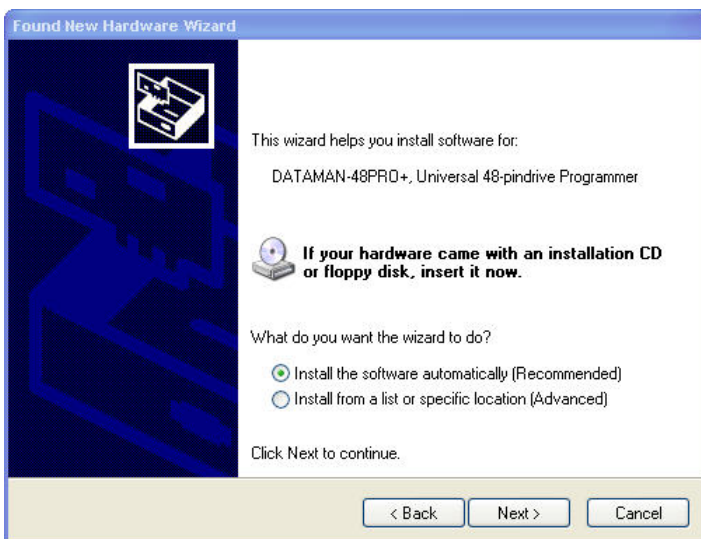 Found New Hardware Wizard
This wizard helps you install software for:
DATAMAN-48PRO+, Universal 48-pindrive Programmer
If your hardware came with an installation CD
or floppy disk, insert it now.
What do you want the wizard to do?
Install the software automatically (Recommended)
Install from a list or specific location (Advanced)
Click Next to continue.
< Back Next > Cancel